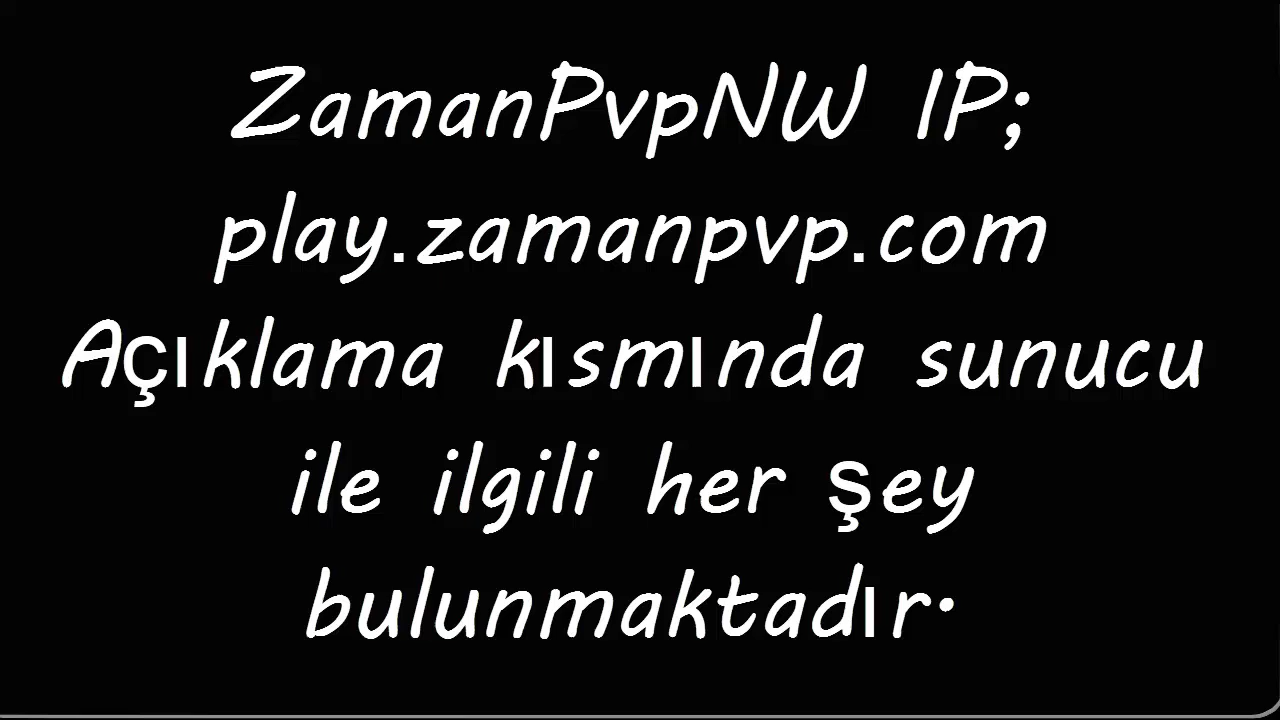 ZamanPvpNW IP;
play.zamanpvp.com
Açıklama kısmında sunucu
ile ilgili her şey
bulunmaktadır.